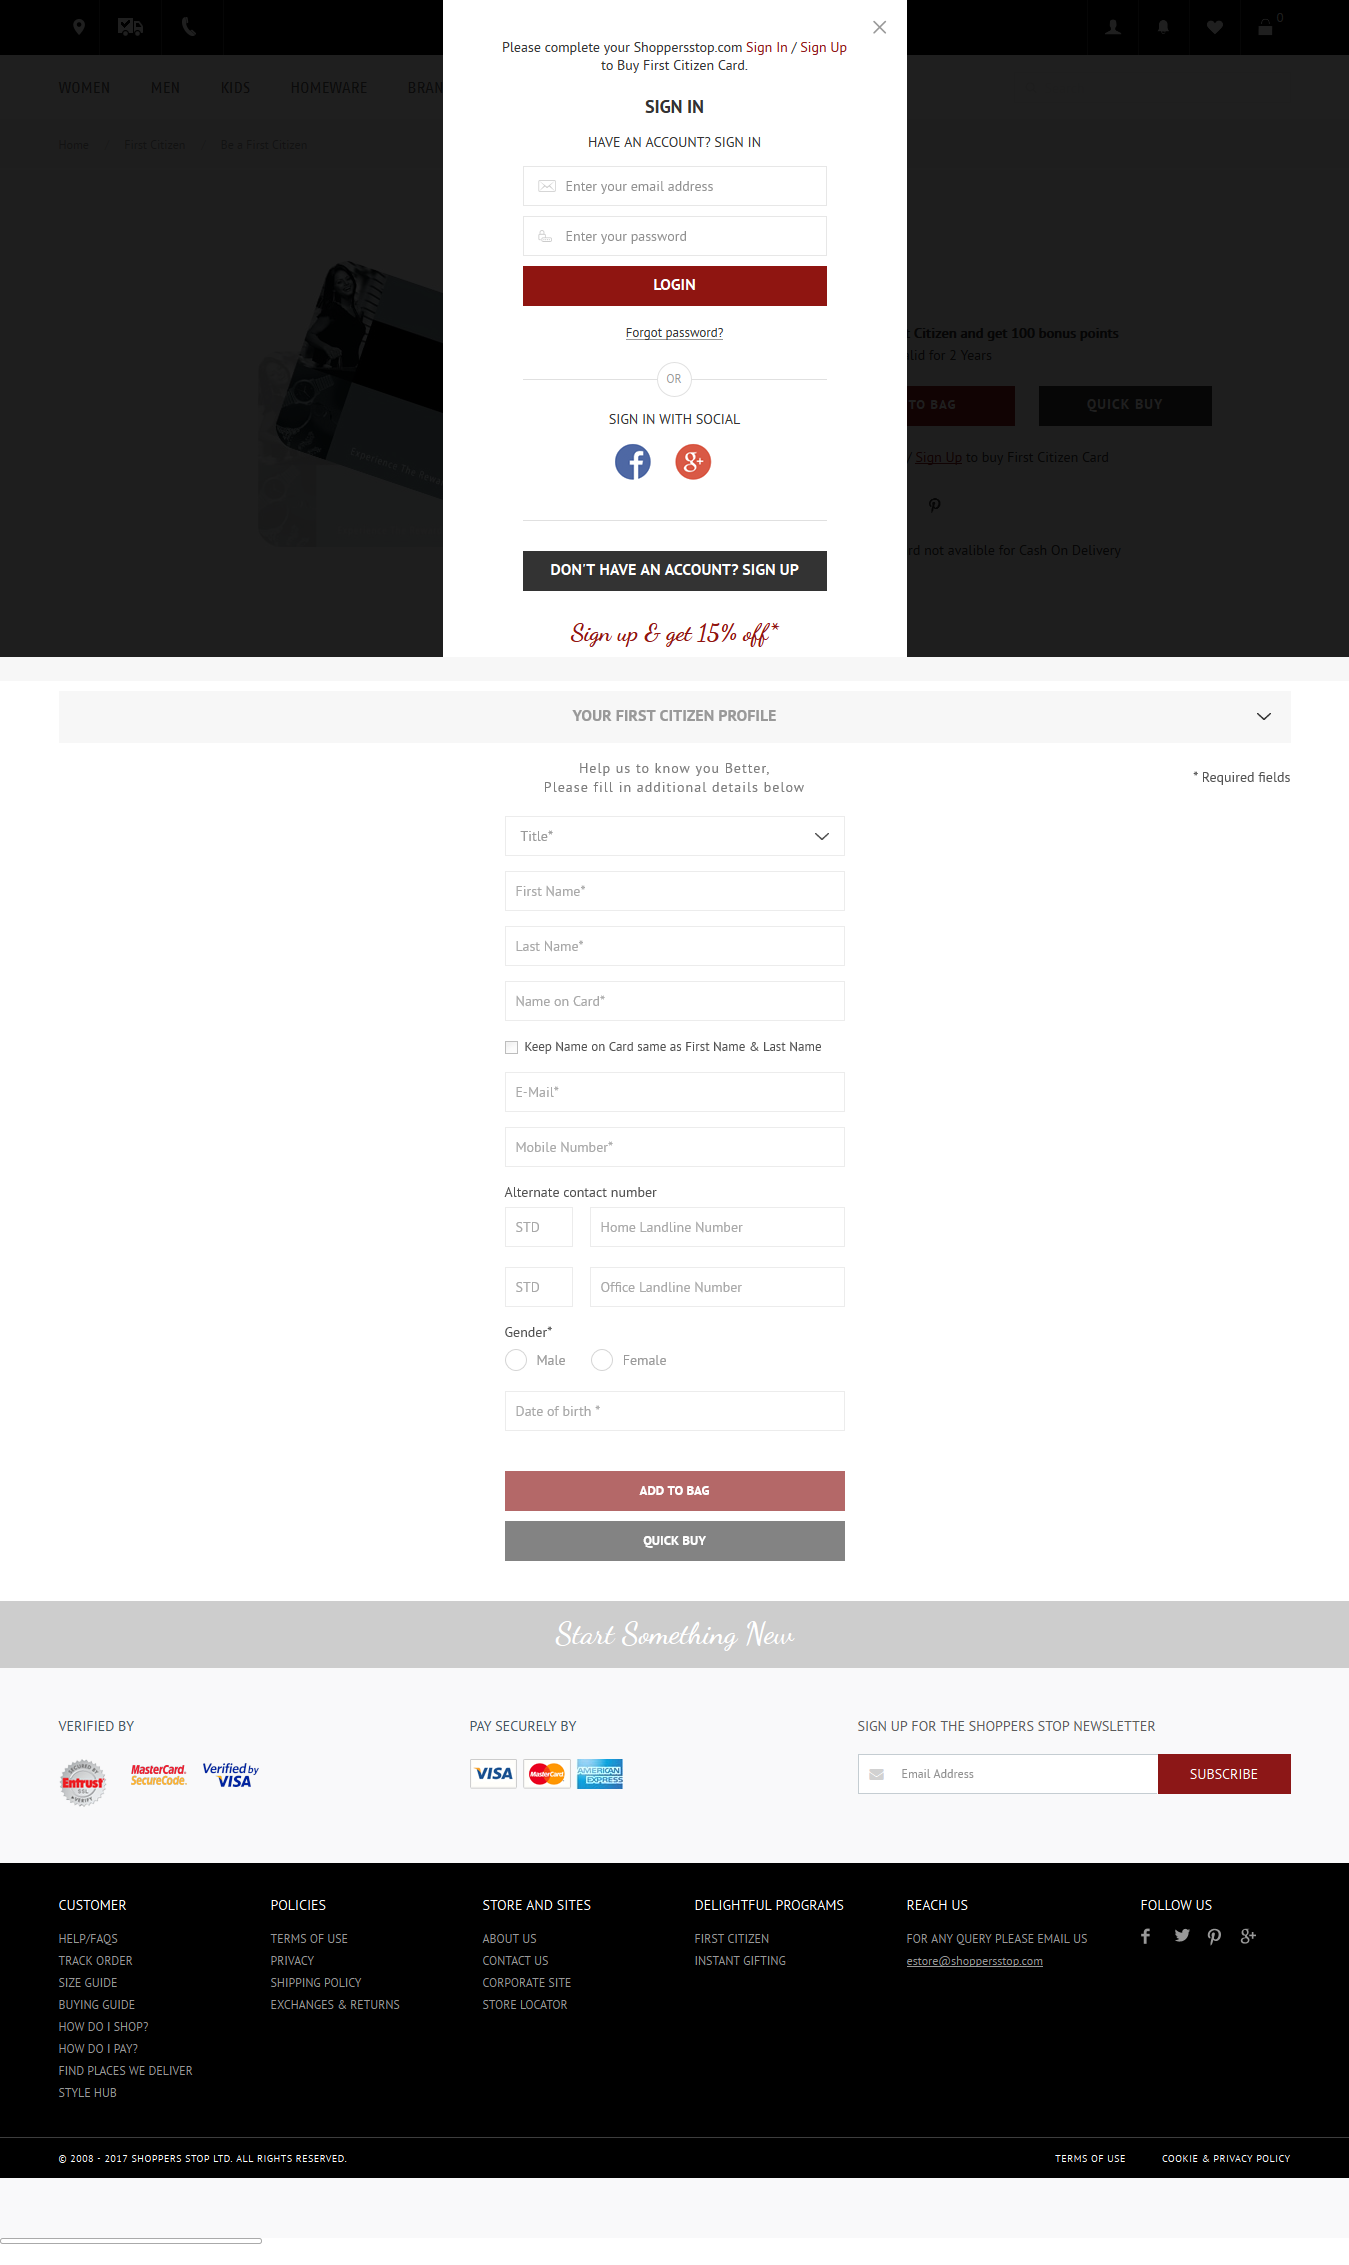 0
Please complete your Shoppersstop.com Sign In / Sign Up
to Buy First Citizen Card.
WOMEN MEN KIDS HOMEWARE BRAN
SIGN IN
HAVE AN ACCOUNT? SIGN IN
Home First Citizen Be a First Citizen
Enter your email address
Enter your password
LOGIN
Forgot password?
Citizen and get 100 bonus points
for 2 Years
OR
TO BAG QUICK BUY
SIGN IN WITH SOCIAL
Experience The
/ Sign Up to buy First Citizen Card
not avalible for Cash On Delivery
DON'T HAVE AN ACCOUNT? SIGN UP
Sign up & get 15% off*
YOUR FIRST CITIZEN PROFILE
Help us to know you Better,
Please fill in additional details below
* Required fields
Title*
First Name*
Last Name*
Name on Card*
Keep Name on Card same as First Name & Last Name
E-Mail*
Mobile Number*
Alternate contact number
STD Home Landline Number
STD Office Landline Number
Gender*
Male Female
Date of birth *
ADD TO BAG
QUICK BUY
Start Something New
VERIFIED BY
SECURED BY
Entrust
SSL
VERIFY
MasterCard.
SecureCode.
Verified by
VISA
PAY SECURELY BY
VISA MasterCard AMERICAN EXPRESS
SIGN UP FOR THE SHOPPERS STOP NEWSLETTER
Email Address SUBSCRIBE
CUSTOMER
HELP/FAQS
TRACK ORDER
SIZE GUIDE
BUYING GUIDE
HOW DO I SHOP?
HOW DO I PAY?
FIND PLACES WE DELIVER
STYLE HUB
POLICIES
TERMS OF USE
PRIVACY
SHIPPING POLICY
EXCHANGES & RETURNS
STORE AND SITES
ABOUT US
CONTACT US
CORPORATE SITE
STORE LOCATOR
DELIGHTFUL PROGRAMS
FIRST CITIZEN
INSTANT GIFTING
REACH US
FOR ANY QUERY PLEASE EMAIL US
estore@shoppersstop.com
FOLLOW US
© 2008 - 2017 SHOPPERS STOP LTD. ALL RIGHTS RESERVED.
TERMS OF USE COOKIE & PRIVACY POLICY